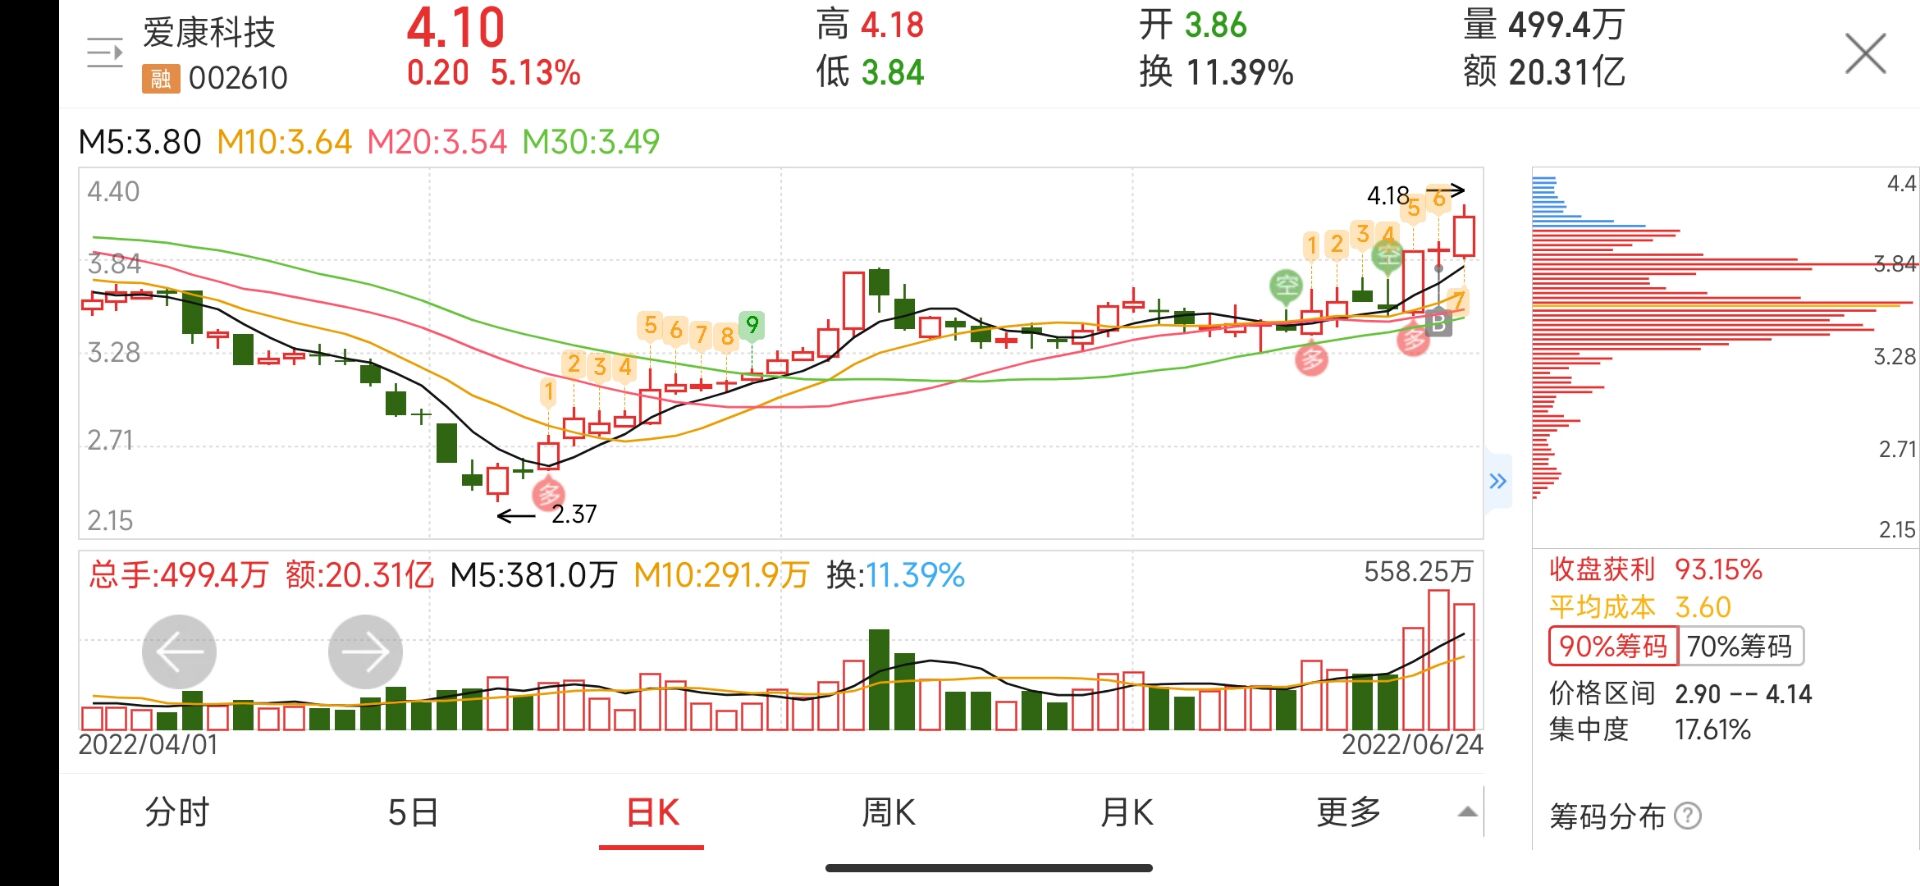 爱康科技
融 002610
4.10
0.20 5.13%
高 4.18
低 3.84
开 3.86
换 11.39%
量 499.4万
额 20.31亿
M5:3.80 M10:3.64 M20:3.54 M30:3.49
4.40
3.84
3.28
2.71
2.15
4.18
5 6
1 2 3 4
空 空
7
B
多 多
5 6 7 8 9
1 2 3 4
多
2.37
4.4
3.84
3.28
2.71
2.15
总手:499.4万 额:20.31亿 M5:381.0万 M10:291.9万 换:11.39%
558.25万
2022/04/01
2022/06/24
收盘获利 93.15%
平均成本 3.60
90%筹码 70%筹码
价格区间 2.90 -- 4.14
集中度 17.61%
筹码分布 ?
分时 5日 日K 周K 月K 更多